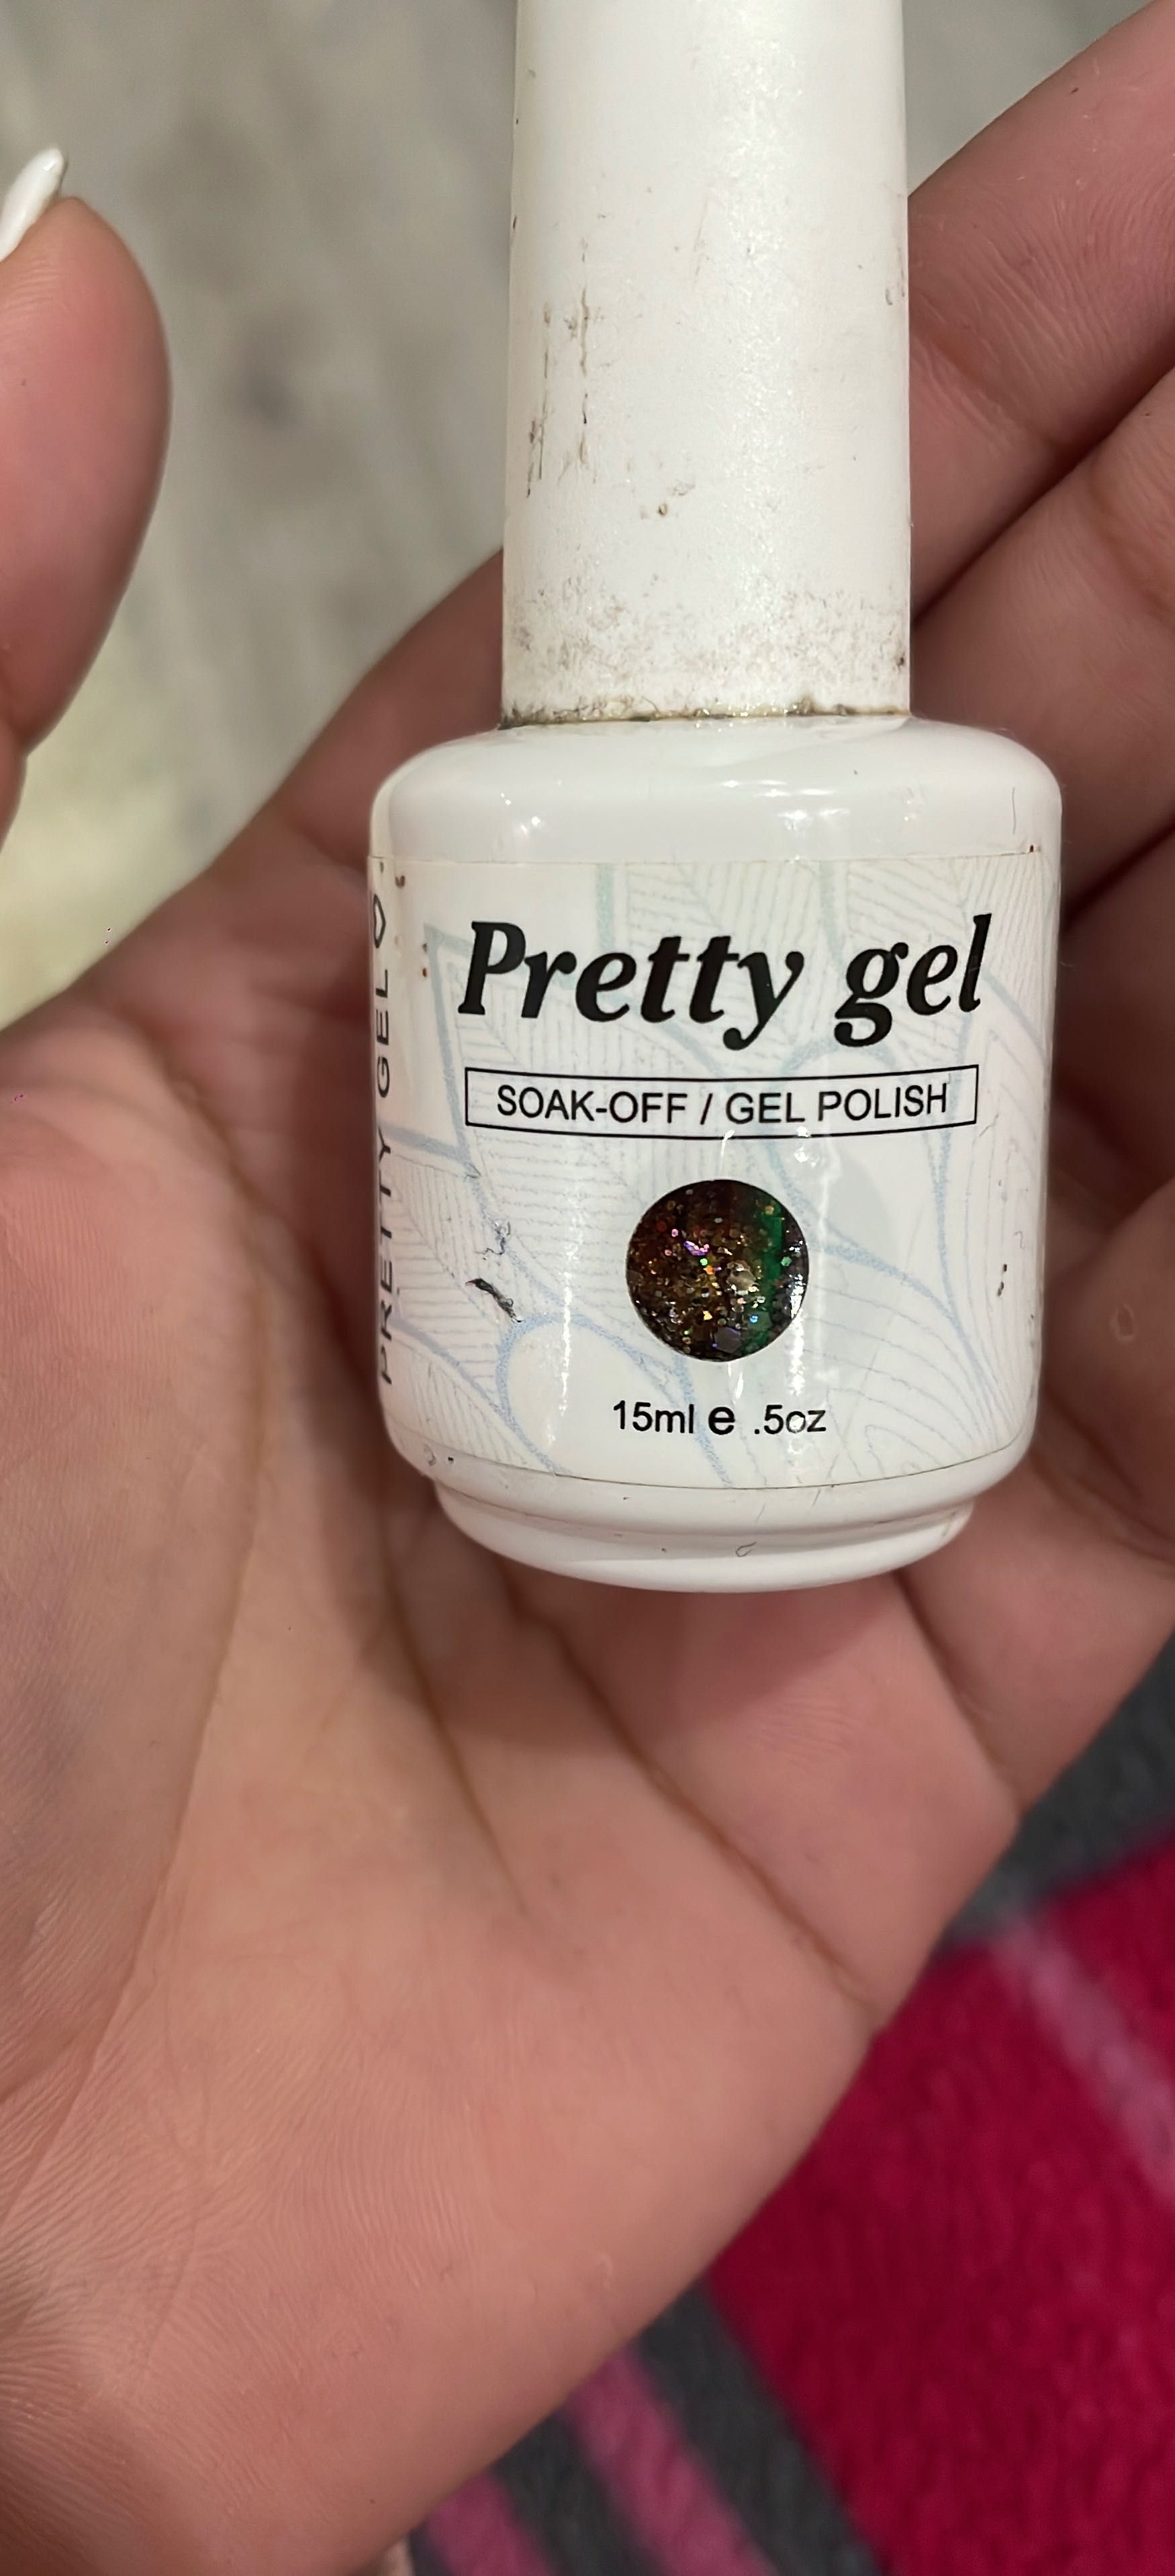 Pretty gel
SOAK-OFF / GEL POLISH
15ml e .5oz
PRETTY GEL